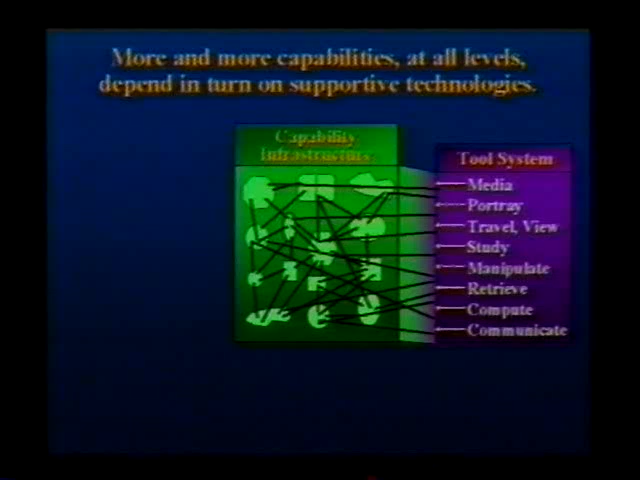 More and more capabilities, at all levels,
depend in turn on supportive technologies.
Capability
Infrastructure
Tool System
Media
Portray
Travel, View
Study
Manipulate
Retrieve
Compute
Communicate